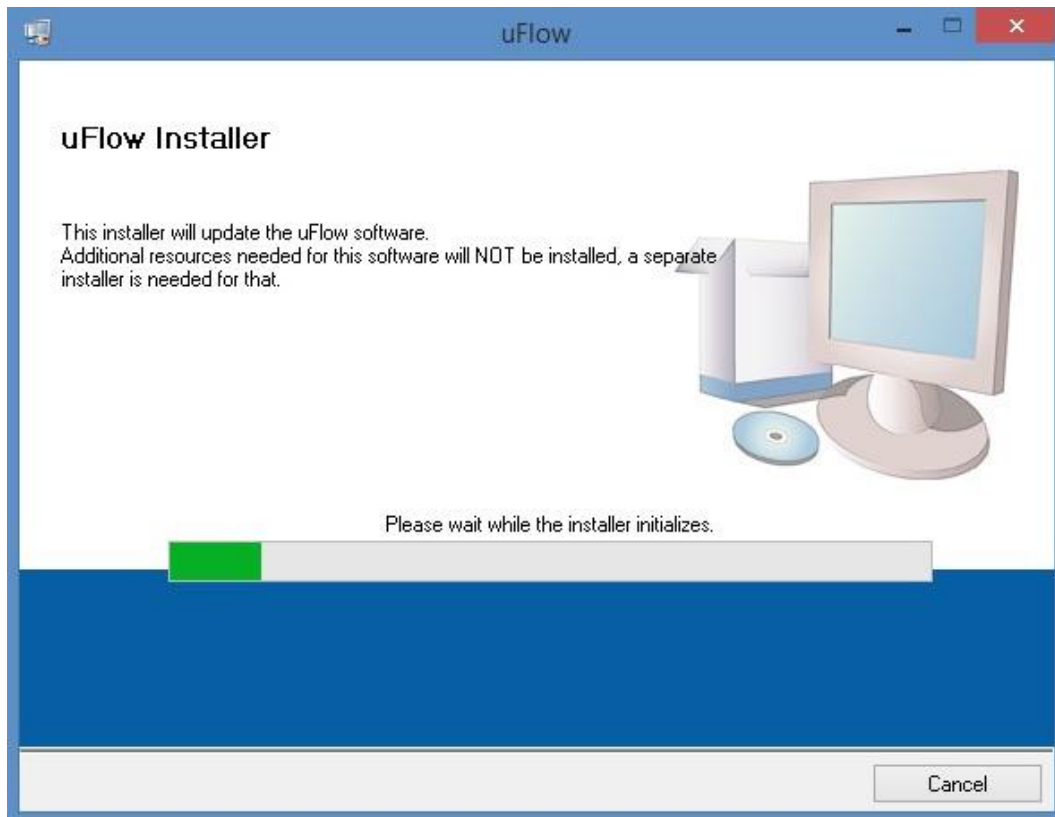 uFlow
uFlow Installer
This installer will update the uFlow software.
Additional resources needed for this software will NOT be installed, a separate
installer is needed for that.
Please wait while the installer initializes.
Cancel